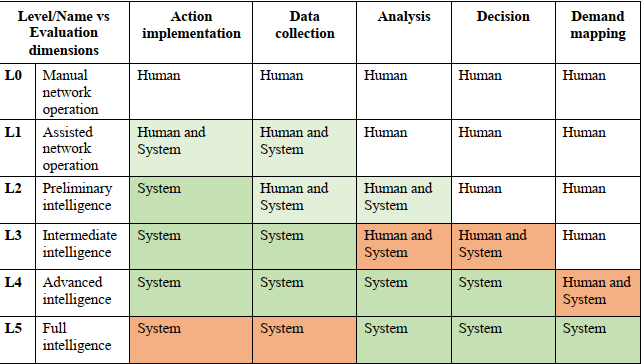 Level/Name vs Action Data Analysis Decision Demand
Evaluation implementation collection mapping
dimensions
L0 Manual Human Human Human Human Human
network
operation
L1 Assisted Human and Human and Human Human Human
network System System
operation
L2 Preliminary System Human and Human and Human Human
intelligence System System
L3 Intermediate System System Human and Human and Human
intelligence System System
L4 Advanced System System System System Human and
intelligence System
L5 Full System System System System System
intelligence